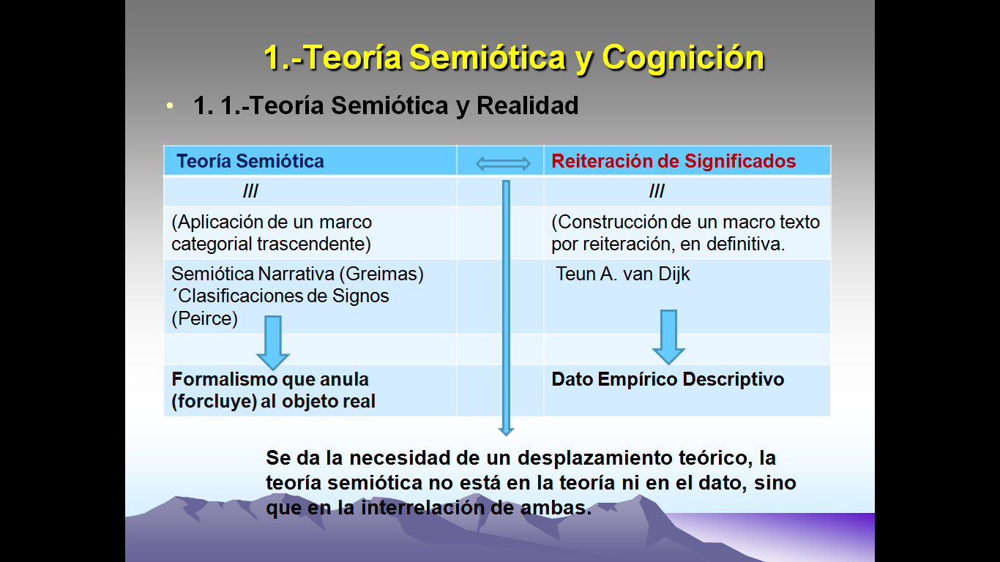 1.-Teoría Semiótica y Cognición
• 1. 1.-Teoría Semiótica y Realidad
Teoría Semiótica
Reiteración de Significados
///
///
(Aplicación de un marco
categorial trascendente)
(Construcción de un macro texto
por reiteración, en definitiva.
Semiótica Narrativa (Greimas)
´Clasificaciones de Signos
(Peirce)
Teun A. van Dijk
Formalismo que anula
(forcluye) al objeto real
Dato Empírico Descriptivo
Se da la necesidad de un desplazamiento teórico, la
teoría semiótica no está en la teoría ni en el dato, sino
que en la interrelación de ambas.